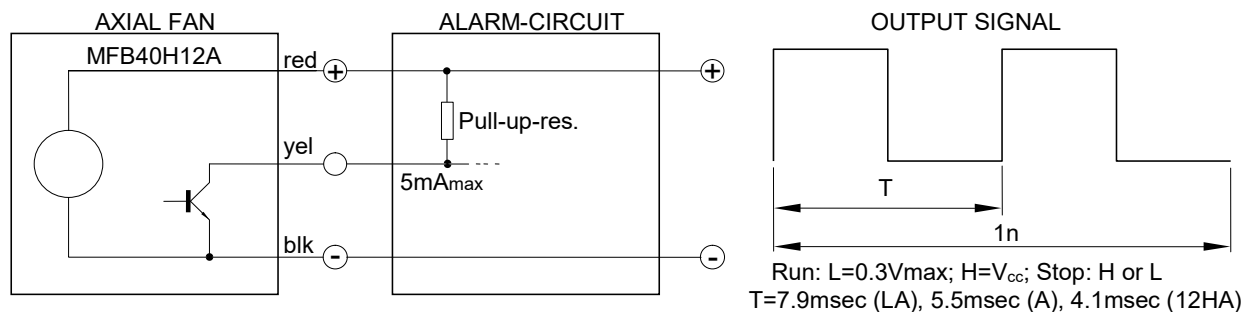 AXIAL FAN
MFB40H12A
red
+
yel
blk
-
ALARM-CIRCUIT
+
Pull-up-res.
5mAmax
-
OUTPUT SIGNAL
T
1n
Run: L=0.3Vmax; H=Vcc; Stop: H or L
T=7.9msec (LA), 5.5msec (A), 4.1msec (12HA)